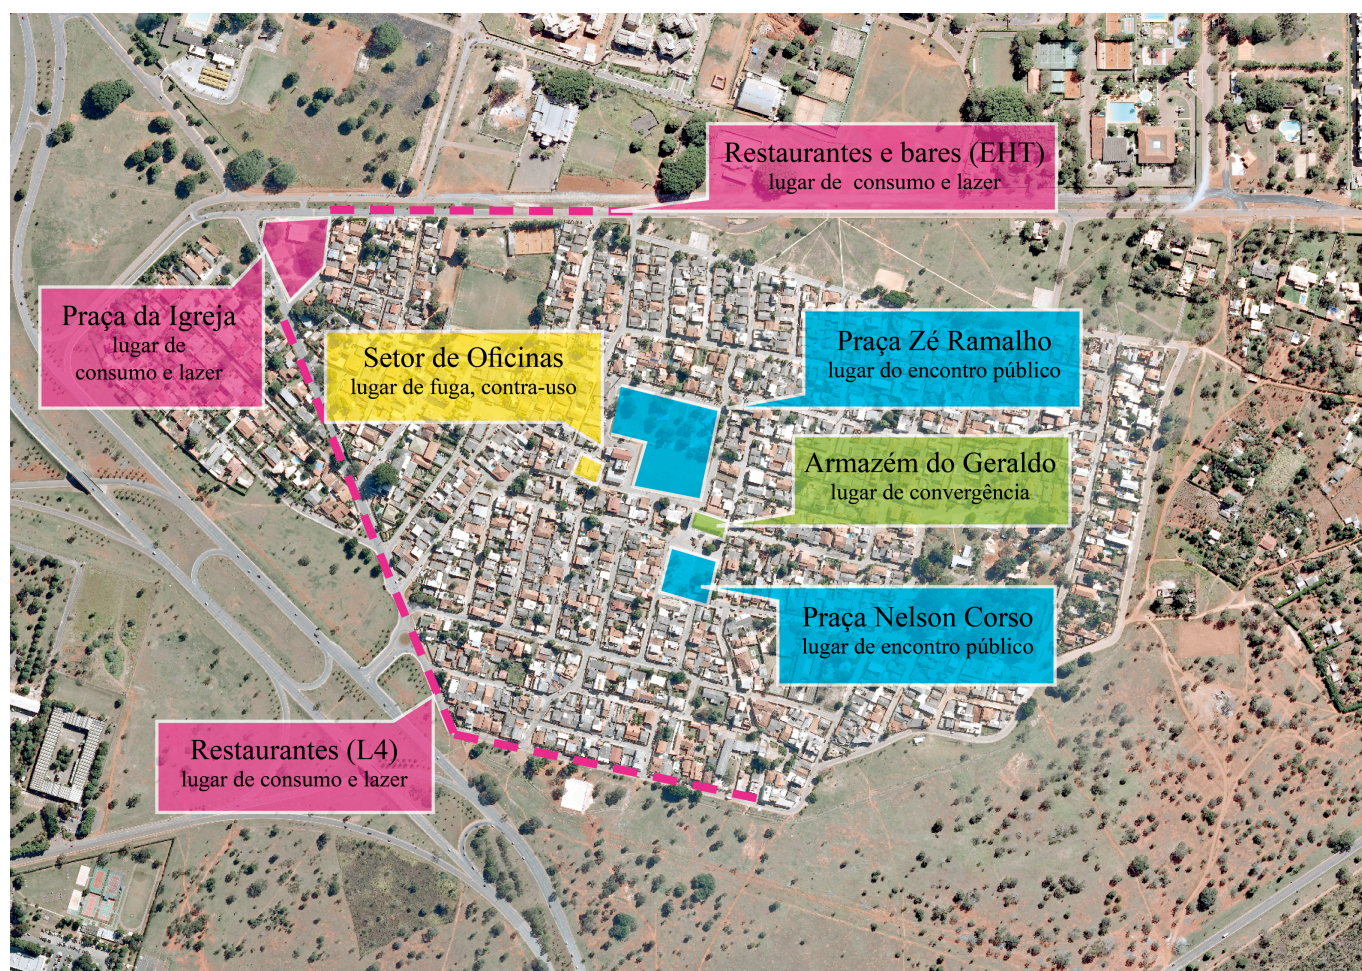 Restaurantes e bares (EHT)
lugar de consumo e lazer
Praça da Igreja
lugar de
consumo e lazer
Setor de Oficinas
lugar de fuga, contra-uso
Praça Zé Ramalho
lugar do encontro público
Armazém do Geraldo
lugar de convergência
Praça Nelson Corso
lugar de encontro público
Restaurantes (L4)
lugar de consumo e lazer